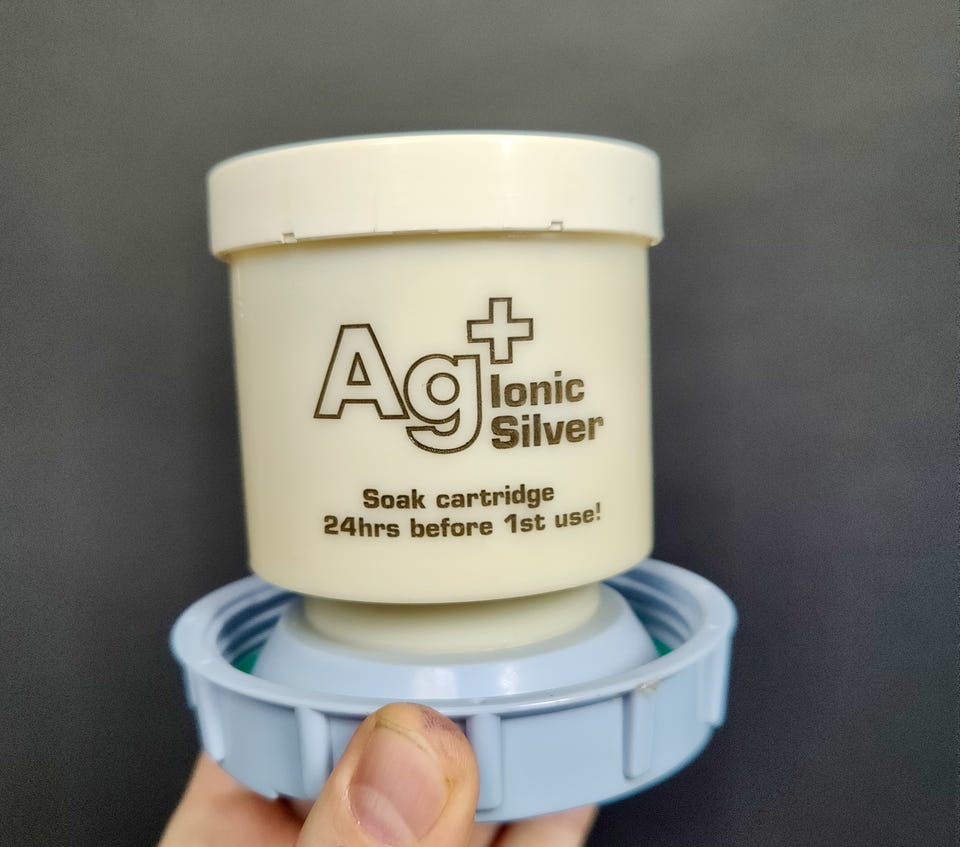 Ag+
Ionic
Silver
Soak cartridge
24hrs before 1st use!